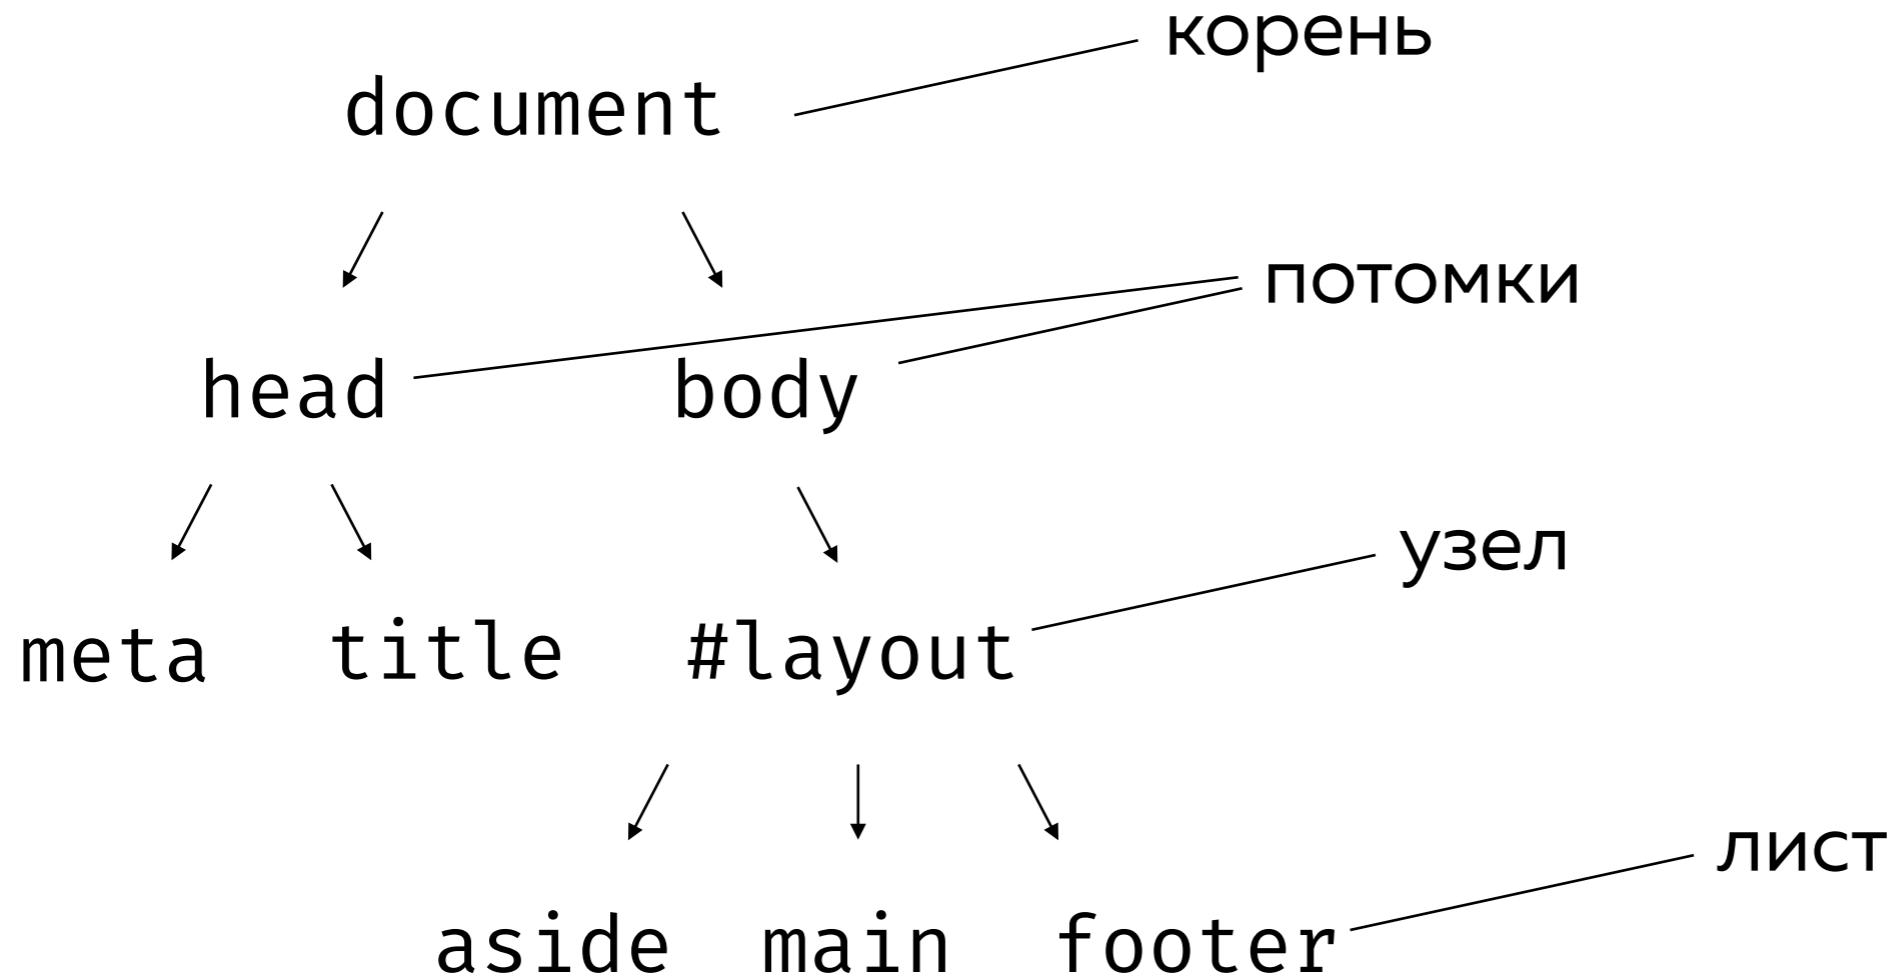 корень
document
потомки
head body
узел
meta title #layout
лист
aside main footer